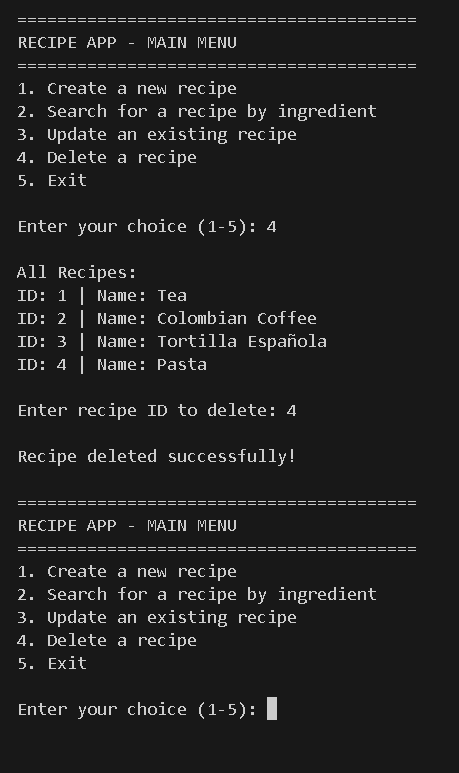 ========================================
RECIPE APP - MAIN MENU
========================================
1. Create a new recipe
2. Search for a recipe by ingredient
3. Update an existing recipe
4. Delete a recipe
5. Exit
Enter your choice (1-5): 4
All Recipes:
ID: 1 | Name: Tea
ID: 2 | Name: Colombian Coffee
ID: 3 | Name: Tortilla Española
ID: 4 | Name: Pasta
Enter recipe ID to delete: 4
Recipe deleted successfully!
========================================
RECIPE APP - MAIN MENU
========================================
1. Create a new recipe
2. Search for a recipe by ingredient
3. Update an existing recipe
4. Delete a recipe
5. Exit
Enter your choice (1-5):